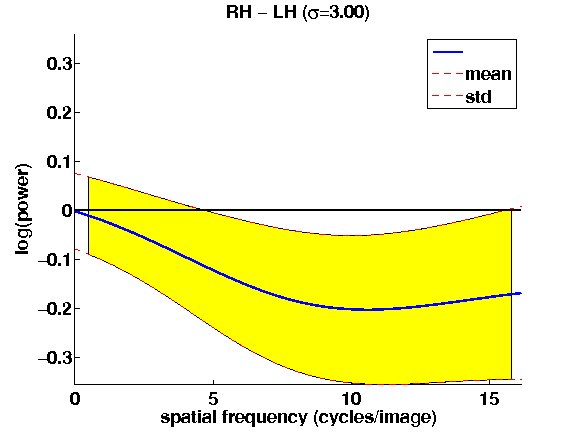 RH − LH (σ=3.00)
mean
std
log(power)
0.3
0.2
0.1
0
−0.1
−0.2
−0.3
0 5 10 15
spatial frequency (cycles/image)